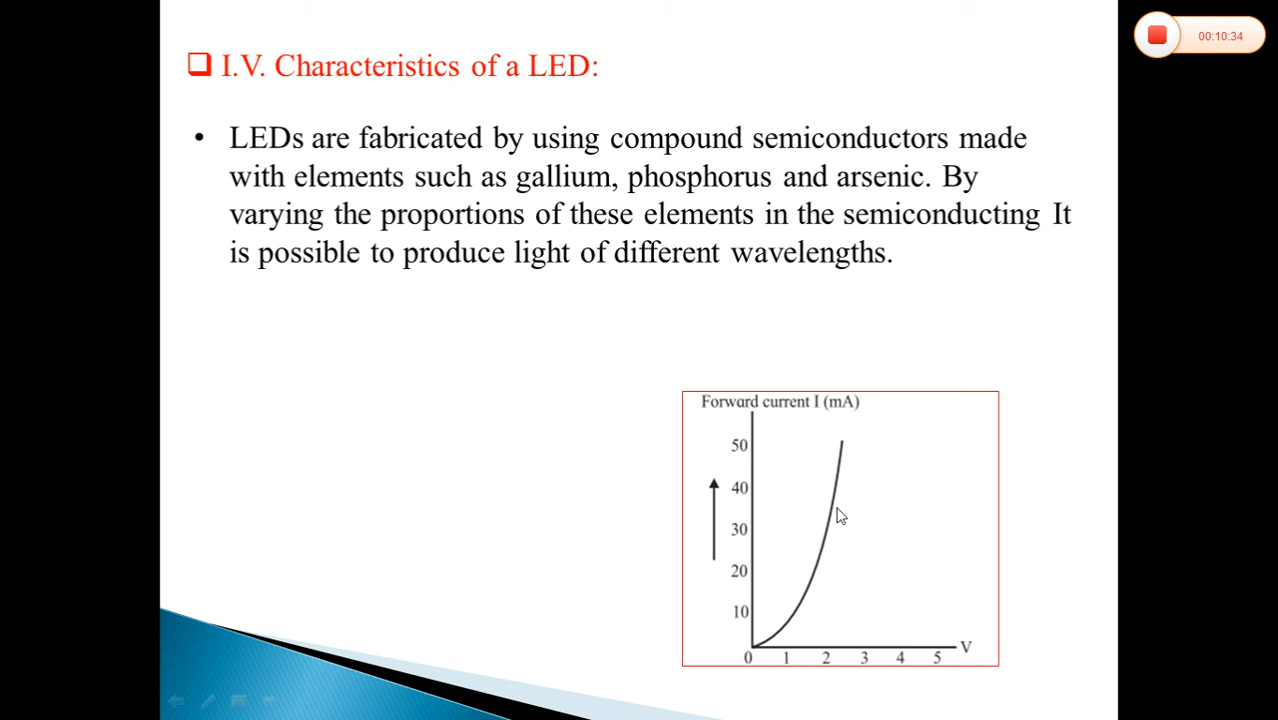 00:10:34
I.V. Characteristics of a LED:
• LEDs are fabricated by using compound semiconductors made
with elements such as gallium, phosphorus and arsenic. By
varying the proportions of these elements in the semiconducting It
is possible to produce light of different wavelengths.
Forward current I (mA)
50
40
30
20
10
0 1 2 3 4 5 V